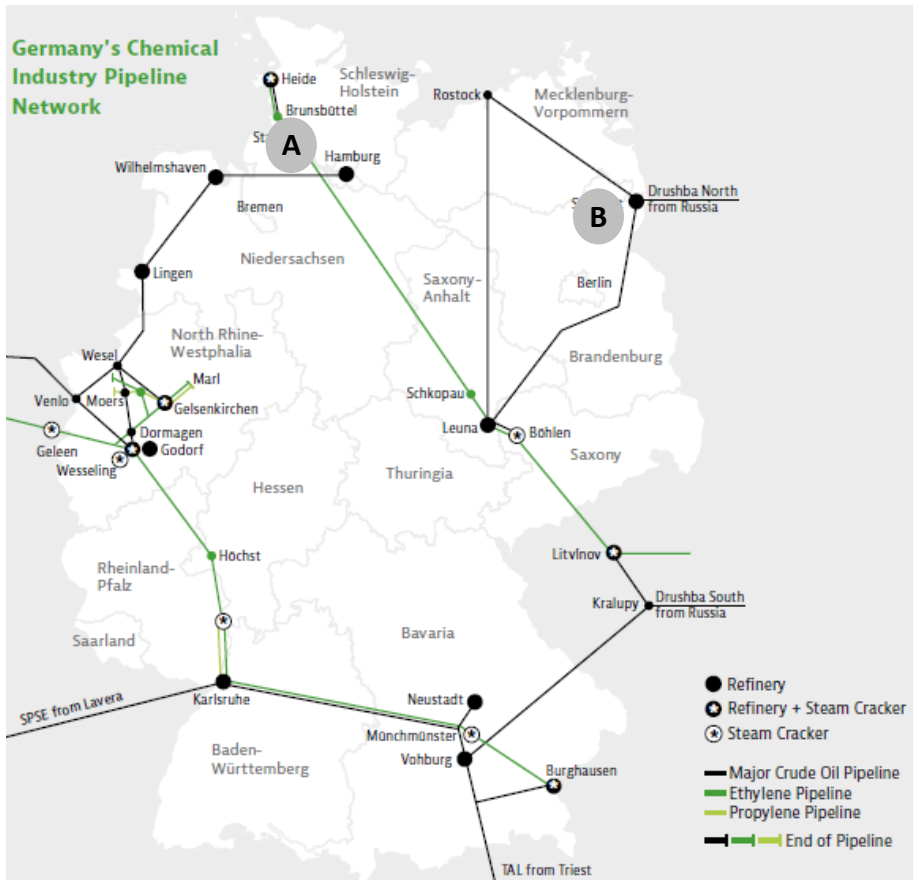 Germany's Chemical
Industry Pipeline
Network
Heide
Schleswig-
Holstein
Brunsbüttel
A
Hamburg
Rostock
Mecklenburg-
Vorpommern
Wilhelmshaven
Bremen
Drushba North
from Russia
B
Niedersachsen
Lingen
Saxony-
Anhalt
Berlin
North Rhine-
Westphalia
Brandenburg
Wesel
Marl
Venlo
Moers
Gelsenkirchen
Schkopau
Dormagen
Leuna
Böhlen
Geleen
Godorf
Wesseling
Saxony
Thuringia
Hessen
Höchst
LitvInov
Rheinland-
Pfalz
Kralupy
Drushba South
from Russia
Saarland
Bavaria
Karlsruhe
SPSE from Lavera
Neustadt
Münchmünster
Baden-
Württemberg
Vohburg
Burghausen
TAL from Triest
Refinery
Refinery + Steam Cracker
Steam Cracker
Major Crude Oil Pipeline
Ethylene Pipeline
Propylene Pipeline
End of Pipeline